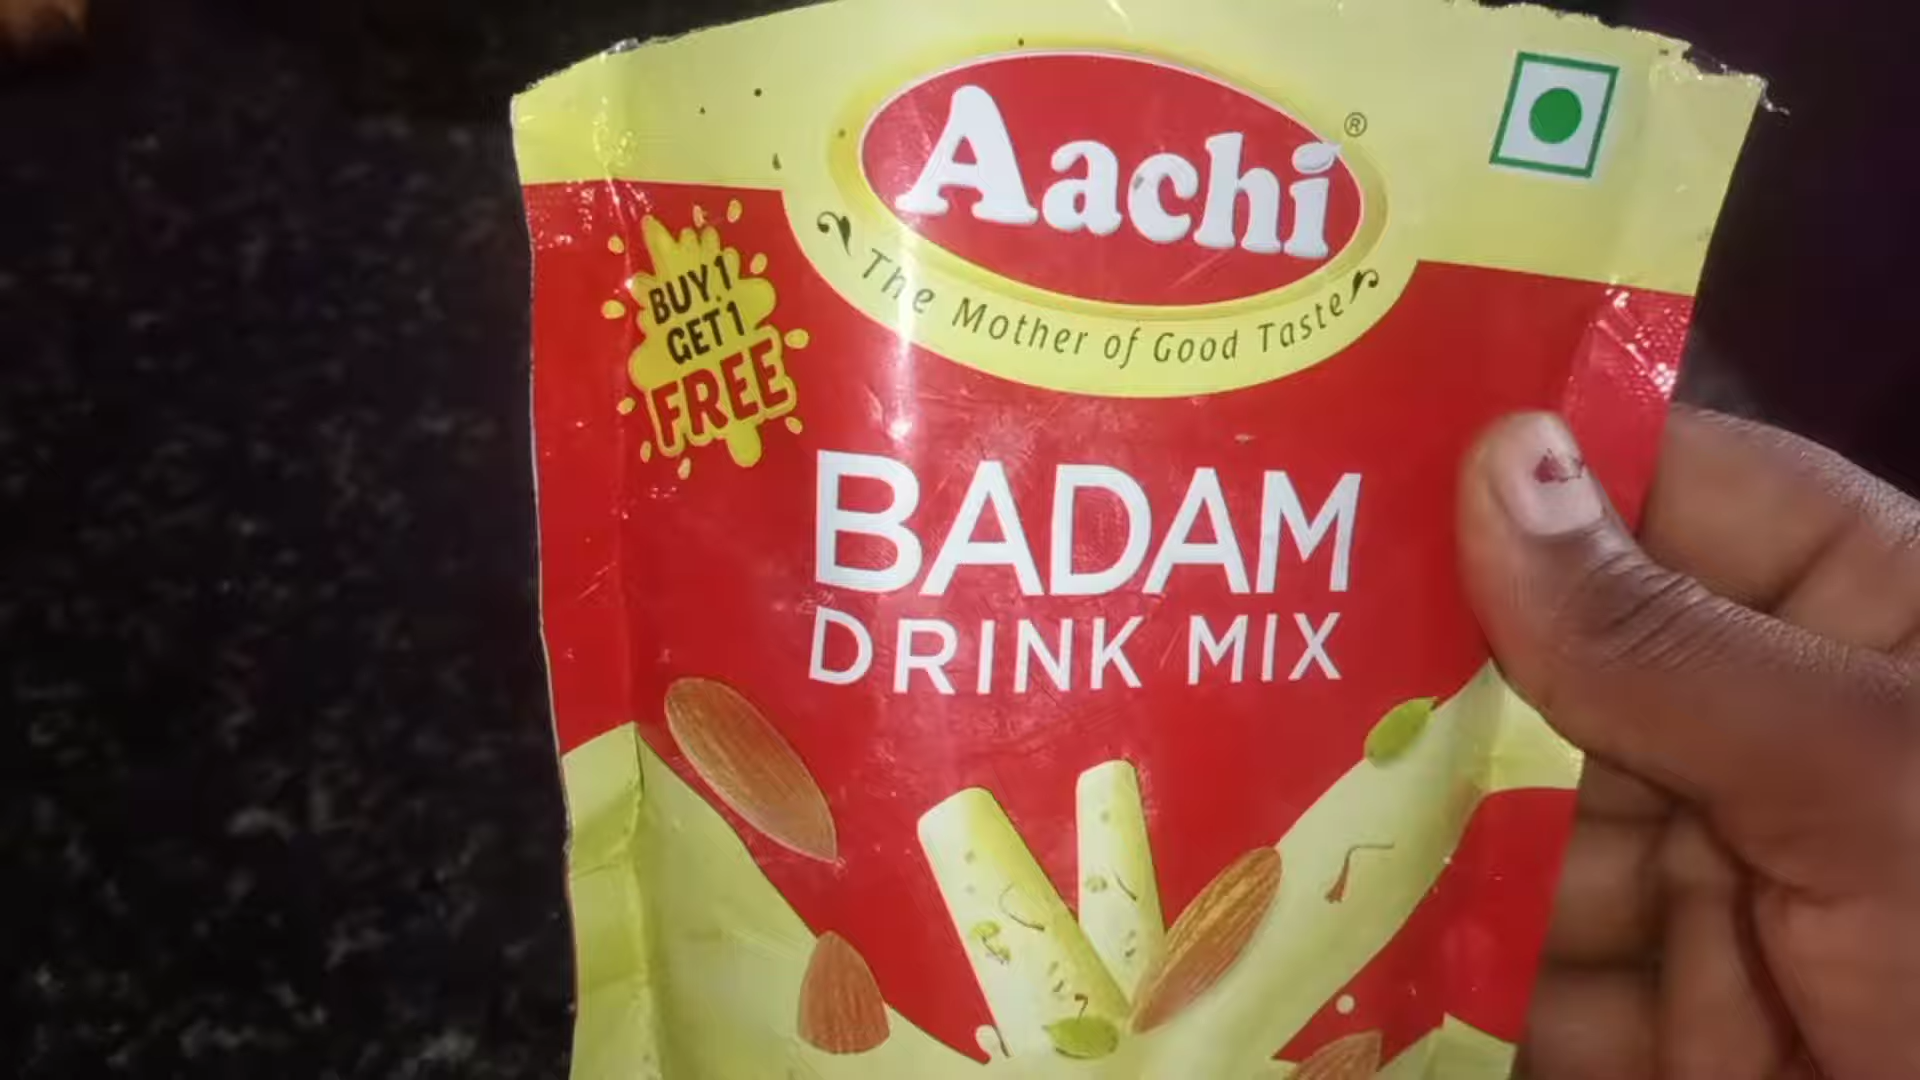 Aachi
®
The Mother of Good Taste
BUY 1
GET 1
FREE
BADAM
DRINK MIX